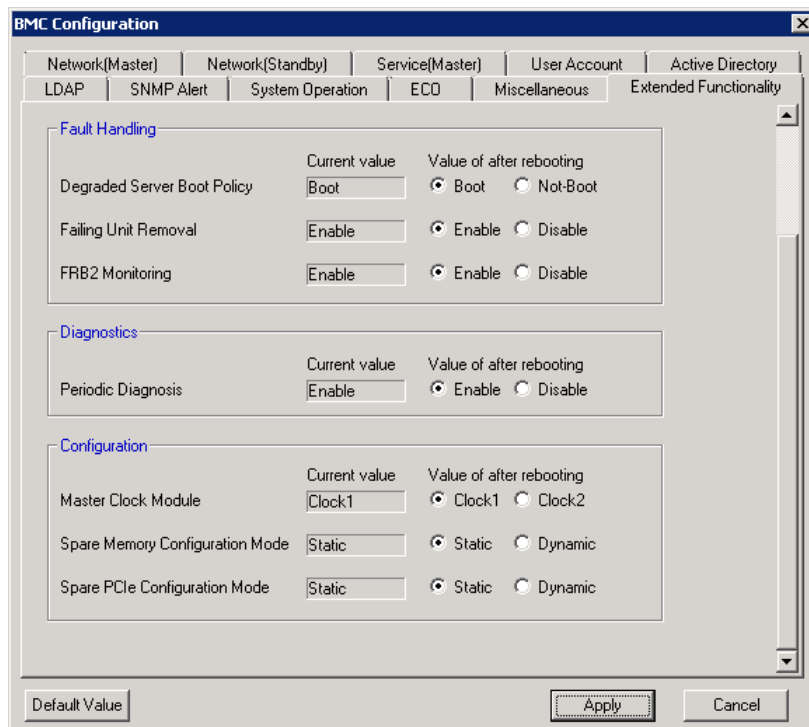 BMC Configuration
Network(Master) Network(Standby) Service(Master) User Account Active Directory
LDAP SNMP Alert System Operation ECO Miscellaneous Extended Functionality
Fault Handling
Current value Value of after rebooting
Degraded Server Boot Policy Boot Boot Not-Boot
Failing Unit Removal Enable Enable Disable
FRB2 Monitoring Enable Enable Disable
Diagnostics
Current value Value of after rebooting
Periodic Diagnosis Enable Enable Disable
Configuration
Current value Value of after rebooting
Master Clock Module Clock1 Clock1 Clock2
Spare Memory Configuration Mode Static Static Dynamic
Spare PCIe Configuration Mode Static Static Dynamic
Default Value Apply Cancel